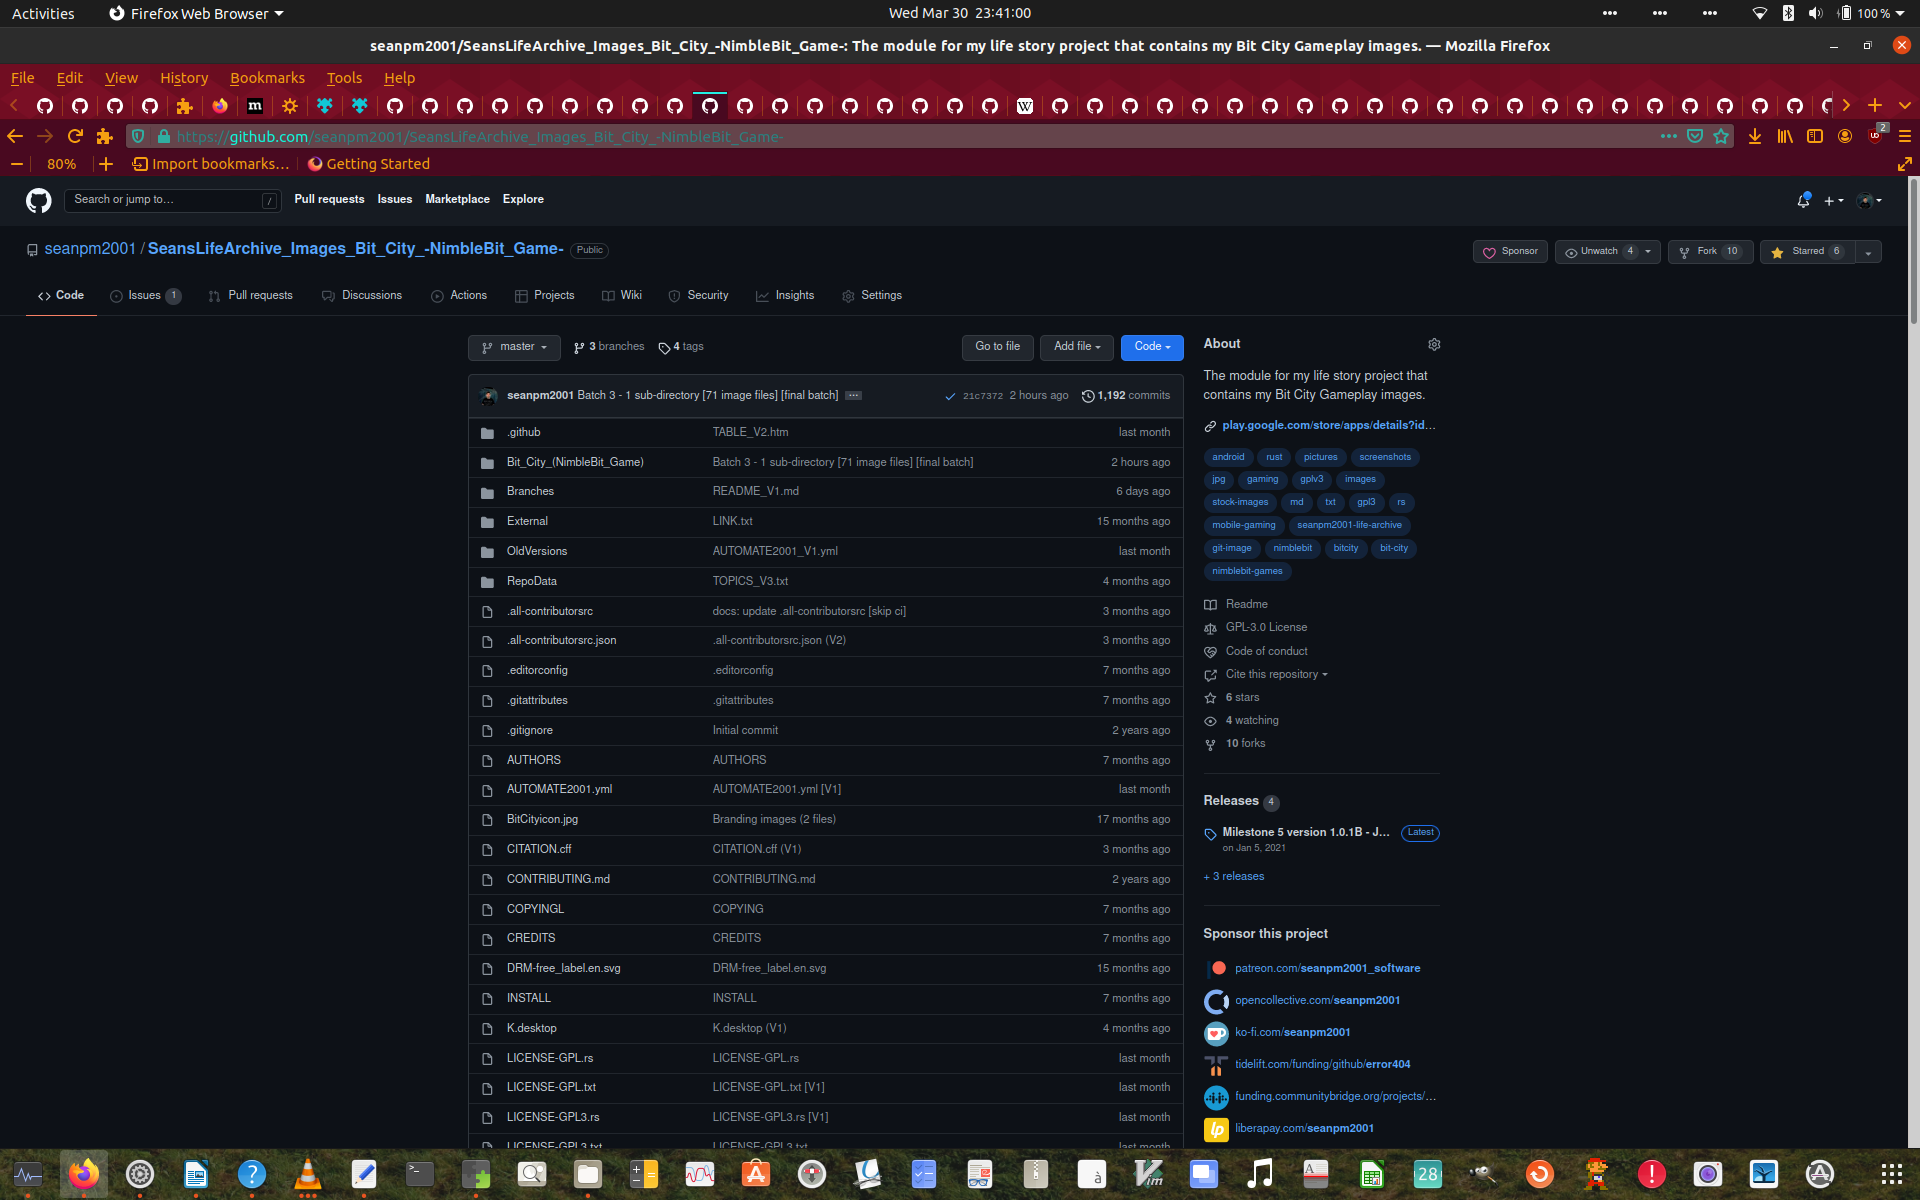 Activities
Firefox Web Browser
Wed Mar 30 23:41:00
100 %
seanpm2001/SeansLifeArchive_Images_Bit_City_-NimbleBit_Game-: The module for my life story project that contains my Bit City Gameplay images. — Mozilla Firefox
File Edit View History Bookmarks Tools Help
https://github.com/seanpm2001/SeansLifeArchive_Images_Bit_City_-NimbleBit_Game-
2
80% Import bookmarks... Getting Started
Search or jump to... / Pull requests Issues Marketplace Explore
seanpm2001 / SeansLifeArchive_Images_Bit_City_-NimbleBit_Game- Public
Sponsor Unwatch 4 Fork 10 Starred 6
Code Issues 1 Pull requests Discussions Actions Projects Wiki Security Insights Settings
master 3 branches 4 tags Go to file Add file Code
seanpm2001 Batch 3 - 1 sub-directory [71 image files] [final batch] ... 21c7372 2 hours ago 1,192 commits
.github TABLE_V2.htm last month
Bit_City_(NimbleBit_Game) Batch 3 - 1 sub-directory [71 image files] [final batch] 2 hours ago
Branches README_V1.md 6 days ago
External LINK.txt 15 months ago
OldVersions AUTOMATE2001_V1.yml last month
RepoData TOPICS_V3.txt 4 months ago
.all-contributorsrc docs: update .all-contributorsrc [skip ci] 3 months ago
.all-contributorsrc.json .all-contributorsrc.json (V2) 3 months ago
.editorconfig .editorconfig 7 months ago
.gitattributes .gitattributes 7 months ago
.gitignore Initial commit 2 years ago
AUTHORS AUTHORS 7 months ago
AUTOMATE2001.yml AUTOMATE2001.yml [V1] last month
BitCityicon.jpg Branding images (2 files) 17 months ago
CITATION.cff CITATION.cff (V1) 3 months ago
CONTRIBUTING.md CONTRIBUTING.md 2 years ago
COPYINGL COPYING 7 months ago
CREDITS CREDITS 7 months ago
DRM-free_label.en.svg DRM-free_label.en.svg 15 months ago
INSTALL INSTALL 7 months ago
K.desktop K.desktop (V1) 4 months ago
LICENSE-GPL.rs LICENSE-GPL.rs last month
LICENSE-GPL.txt LICENSE-GPL.txt [V1] last month
LICENSE-GPL3.rs LICENSE-GPL3.rs [V1] last month
LICENSE-GPL3.txt LICENSE-GPL3.txt last month
About
The module for my life story project that
contains my Bit City Gameplay images.
play.google.com/store/apps/details?id...
android rust pictures screenshots
jpg gaming gplv3 images
stock-images md txt gpl3 rs
mobile-gaming seanpm2001-life-archive
git-image nimblebit bitcity bit-city
nimblebit-games
Readme
GPL-3.0 License
Code of conduct
Cite this repository
6 stars
4 watching
10 forks
Releases 4
Milestone 5 version 1.0.1B - J... Latest
on Jan 5, 2021
+ 3 releases
Sponsor this project
patreon.com/seanpm2001_software
opencollective.com/seanpm2001
ko-fi.com/seanpm2001
tidelift.com/funding/github/error404
funding.communitybridge.org/projects/...
liberapay.com/seanpm2001
28